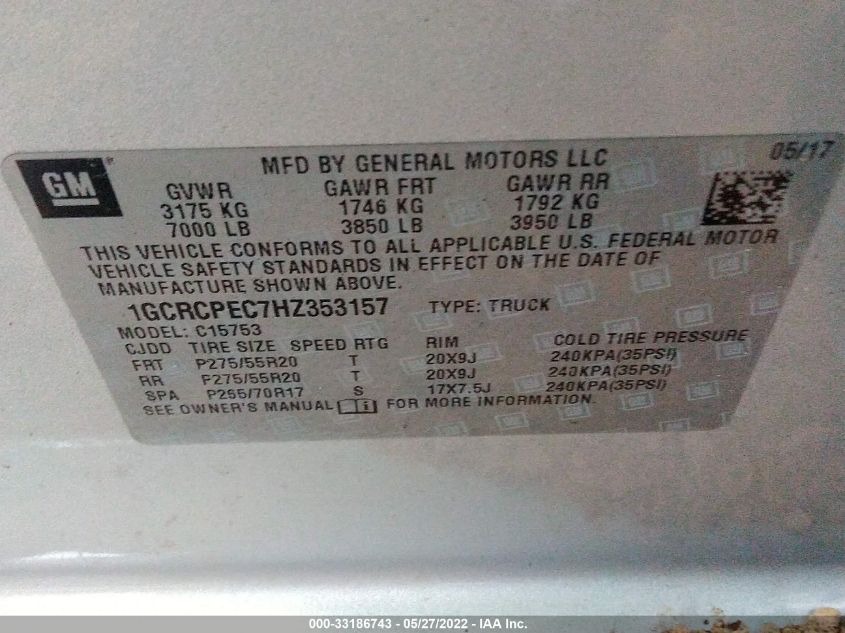 GM
MFD BY GENERAL MOTORS LLC 05/17
GVWR GAWR FRT GAWR RR
3175 KG 1746 KG 1792 KG
7000 LB 3850 LB 3950 LB
THIS VEHICLE CONFORMS TO ALL APPLICABLE U.S. FEDERAL MOTOR
VEHICLE SAFETY STANDARDS IN EFFECT ON THE DATE OF
MANUFACTURE SHOWN ABOVE.
1GCRCPEC7HZ353157 TYPE: TRUCK
MODEL: C15753
CJDD TIRE SIZE SPEED RTG RIM COLD TIRE PRESSURE
FRT P275/55R20 T 20X9J 240KPA(35PSI)
RR P275/55R20 T 20X9J 240KPA(35PSI)
SPA P265/70R17 S 17X7.5J 240KPA(35PSI)
SEE OWNER'S MANUAL FOR MORE INFORMATION.
000-33186743 - 05/27/2022 - IAA Inc.